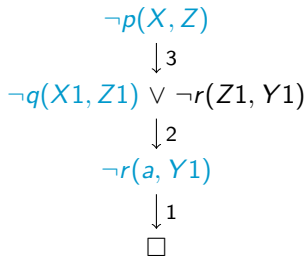 ¬p(X, Z)
3
¬q(X1, Z1) ∨ ¬r(Z1, Y1)
2
¬r(a, Y1)
1
□